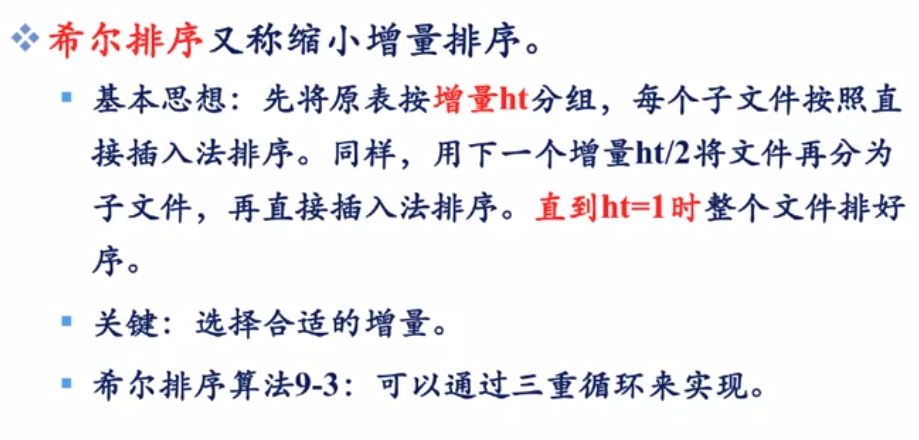 希尔排序又称缩小增量排序。
基本思想：先将原表按增量ht分组，每个子文件按照直
接插入法排序。同样，用下一个增量ht/2将文件再分为
子文件，再直接插入法排序。直到ht=1时整个文件排好
序。
关键：选择合适的增量。
希尔排序算法9-3：可以通过三重循环来实现。